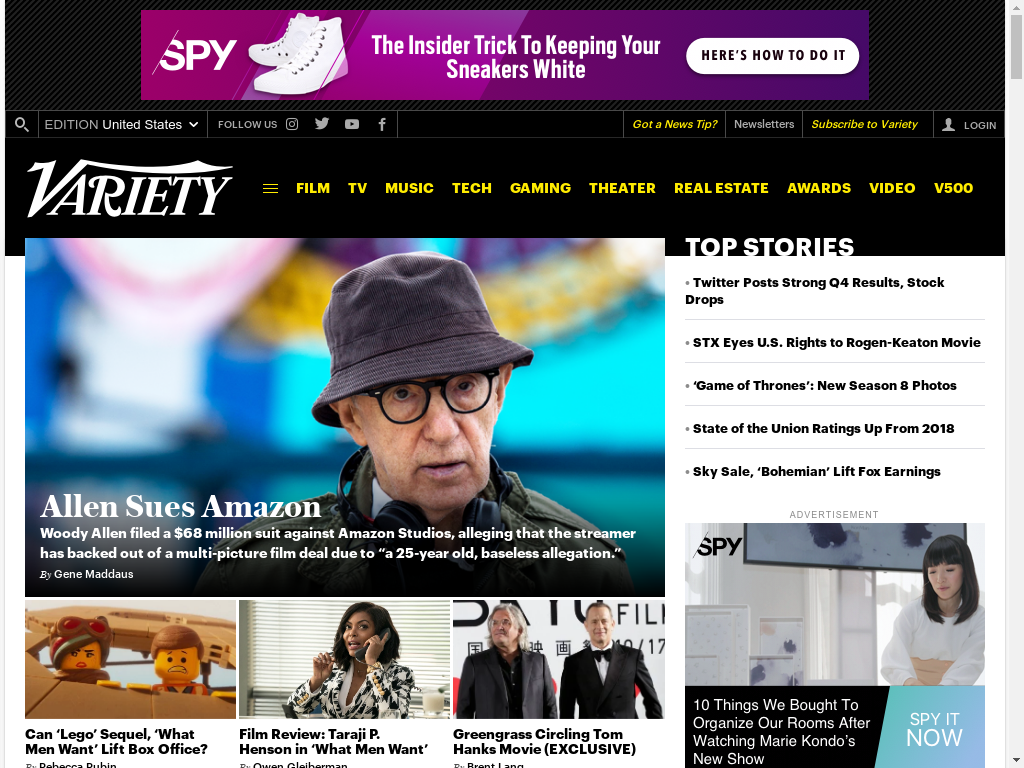 SPY
The Insider Trick To Keeping Your
Sneakers White
HERE'S HOW TO DO IT
EDITION United States
FOLLOW US
Got a News Tip?
Newsletters
Subscribe to Variety
LOGIN
VARIETY
FILM TV MUSIC TECH GAMING THEATER REAL ESTATE AWARDS VIDEO V500
TOP STORIES
• Twitter Posts Strong Q4 Results, Stock
Drops
• STX Eyes U.S. Rights to Rogen-Keaton Movie
• ‘Game of Thrones’: New Season 8 Photos
• State of the Union Ratings Up From 2018
• Sky Sale, ‘Bohemian’ Lift Fox Earnings
Allen Sues Amazon
Woody Allen filed a $68 million suit against Amazon Studios, alleging that the streamer
has backed out of a multi-picture film deal due to “a 25-year old, baseless allegation.”
By Gene Maddaus
ADVERTISEMENT
SPY
10 Things We Bought To
Organize Our Rooms After
Watching Marie Kondo's
New Show
SPY IT
NOW
FILM
国
映 画
10/17
Can ‘Lego’ Sequel, ‘What
Men Want’ Lift Box Office?
By Rebecca Rubin
Film Review: Taraji P.
Henson in ‘What Men Want’
By Owen Gleiberman
Greengrass Circling Tom
Hanks Movie (EXCLUSIVE)
By Brent Lang